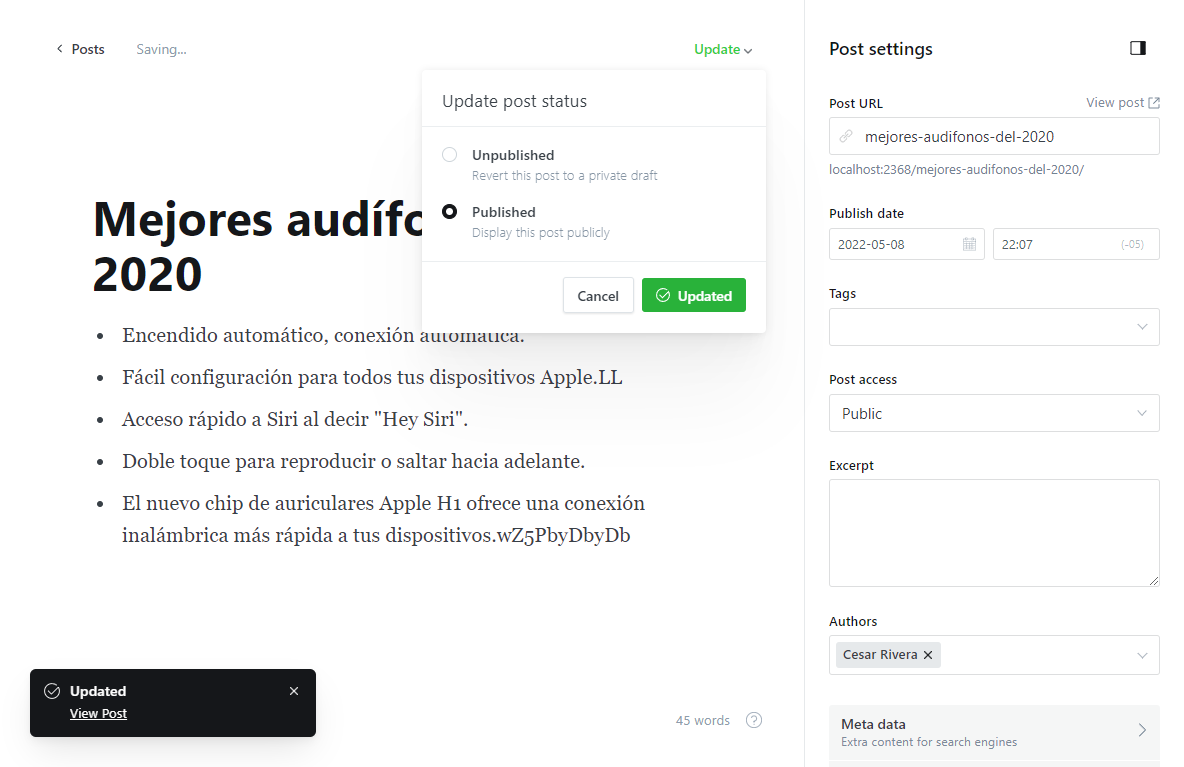 Posts
Saving...
Update
Update post status
Unpublished
Revert this post to a private draft
Published
Display this post publicly
Cancel
Updated
Mejores
2020
Encendido automático, conexión automática.
Fácil configuración para todos tus dispositivos Apple.LL
Acceso rápido a Siri al decir "Hey Siri".
Doble toque para reproducir o saltar hacia adelante.
El nuevo chip de auriculares Apple H1 ofrece una conexión
inalámbrica más rápida a tus dispositivos.wZ5PbyDbyDb
Updated
View Post
45 words
Post settings
Post URL
View post
mejores-audifonos-del-2020
localhost:2368/mejores-audifonos-del-2020/
Publish date
2022-05-08
22:07
(-05)
Tags
Post access
Public
Excerpt
Authors
Cesar Rivera
Meta data
Extra content for search engines